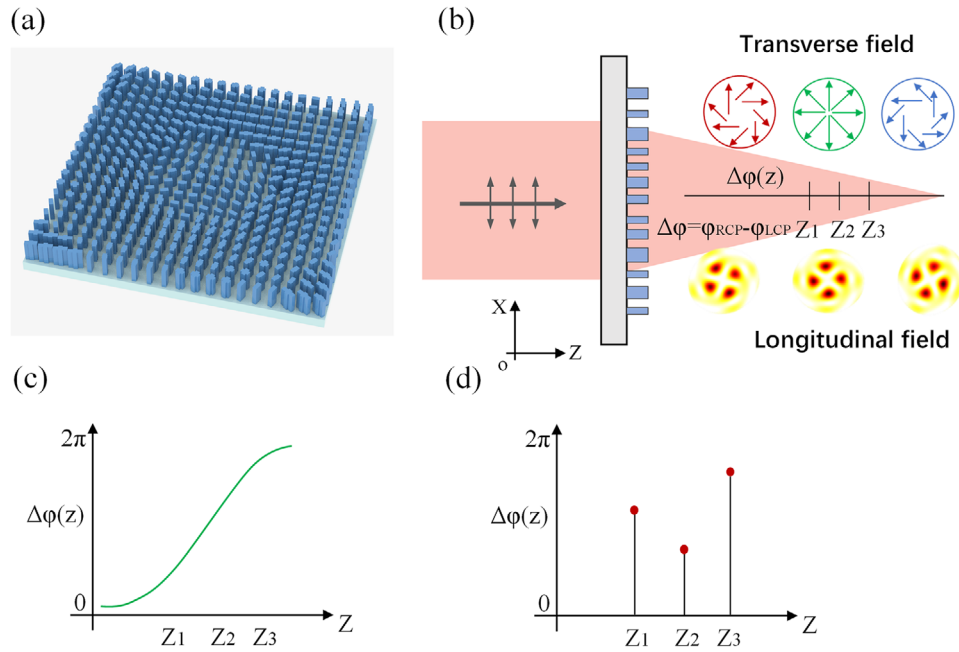 (a)
(b)
Transverse field
Δφ(z)
Δφ=φRCP-φLCP Z1 Z2 Z3
X
o
Z
Longitudinal field
(c)
2π
Δφ(z)
0
Z1 Z2 Z3
Z
(d)
2π
Δφ(z)
0
Z1 Z2 Z3
Z